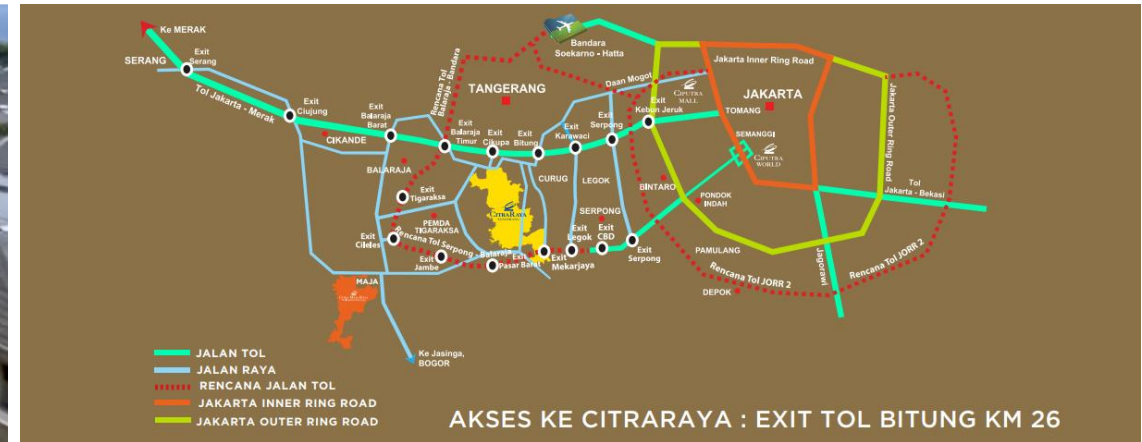 Ke MERAK
SERANG
Exit
Serang
Tol Jakarta - Merak
Exit
Ciujung
CIKANDE
Exit
Balaraja
Barat
BALARAJA
Rencana Tol
Balaraja - Bandara
Exit
Balaraja
Timur
TANGERANG
Exit
Cikupa
Exit
Bitung
Exit
Karawaci
Exit
Serpong
Bandara
Soekarno - Hatta
Daan Mogot
Exit
Kebun Jeruk
CIPUTRA
MALL
Jakarta Inner Ring Road
JAKARTA
TOMANG
SEMANGGI
CIPUTRA
WORLD
Jakarta Outer Ring Road
Tol
Jakarta - Bekasi
CURUG
LEGOK
BINTARO
PONDOK
INDAH
SERPONG
PAMULANG
Exit
Tigaraksa
PEMDA
TIGARAKSA
CITRARAYA
Exit
Cileles
Rencana Tol Serpong - Balaraja
Exit
Jambe
Exit
Pasar Barat
Exit
Mekarjaya
Exit
Legok
Exit
CBD
Exit
Serpong
Rencana Tol JORR 2
DEPOK
Jagorawi
Rencana Tol JORR 2
MAJA
Ke Jasinga,
BOGOR
JALAN TOL
JALAN RAYA
RENCANA JALAN TOL
JAKARTA INNER RING ROAD
JAKARTA OUTER RING ROAD
AKSES KE CITRARAYA : EXIT TOL BITUNG KM 26